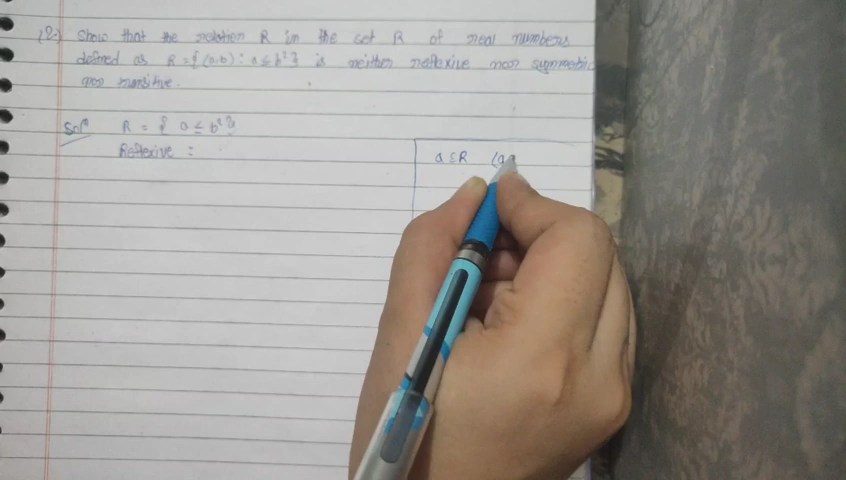 (2.) Show that the relation R in the set R of real numbers
defined as R = { (a,b) : a ≤ b² } is neither reflexive nor symmetric
nor transitive.
Solⁿ R = { a ≤ b² }
Reflexive :
a ∈ R (a